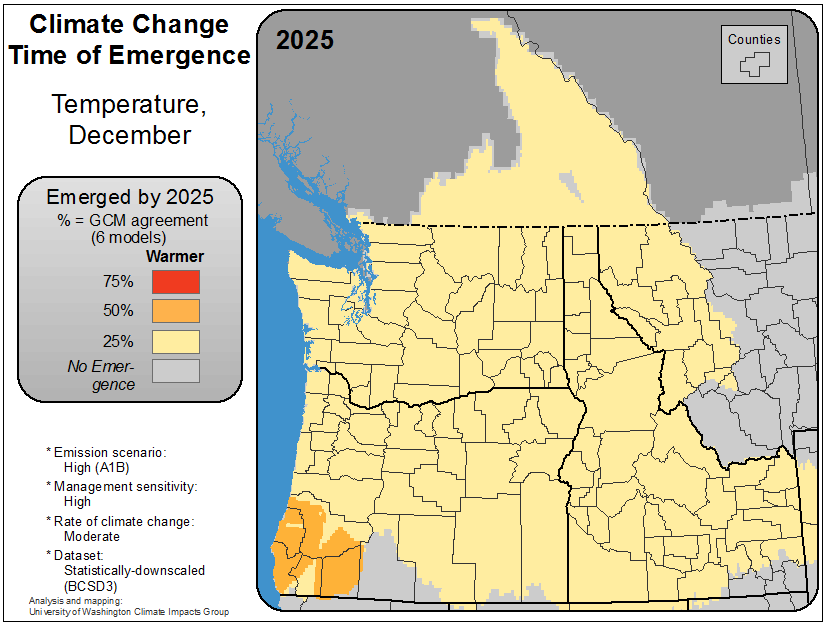 Climate Change
Time of Emergence
Temperature,
December
Emerged by 2025
% = GCM agreement
(6 models)
Warmer
75%
50%
25%
No Emer-
gence
* Emission scenario:
High (A1B)
* Management sensitivity:
High
* Rate of climate change:
Moderate
* Dataset:
Statistically-downscaled
(BCSD3)
Analysis and mapping:
University of Washington Climate Impacts Group
2025
Counties